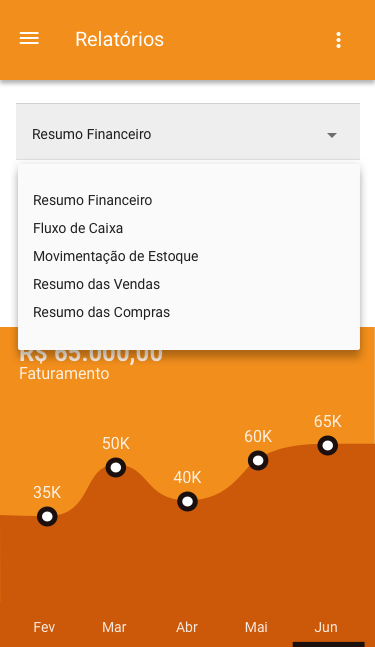 Relatórios
Resumo Financeiro
Resumo Financeiro
Fluxo de Caixa
Movimentação de Estoque
Resumo das Vendas
Resumo das Compras
R$ 65.000,00
Faturamento
65K
60K
50K
40K
35K
Fev Mar Abr Mai Jun